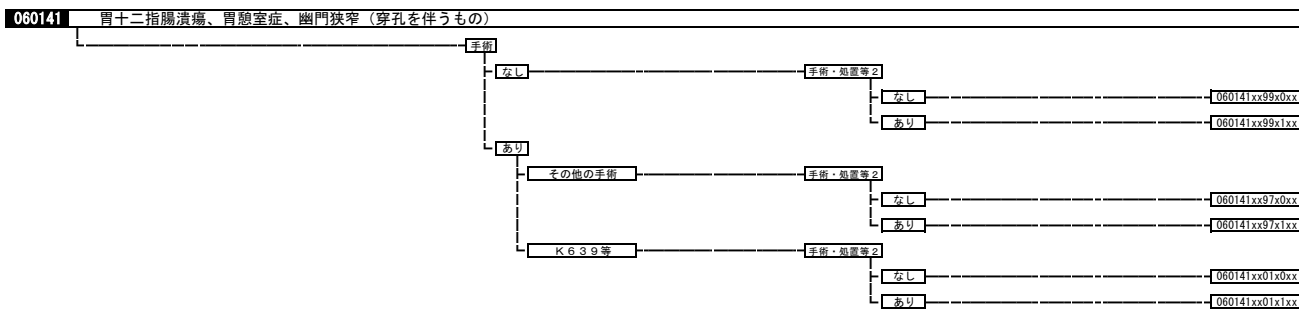 060141 胃十二指腸潰瘍、胃憩室症、幽門狭窄（穿孔を伴うもの）
手術
なし 手術・処置等２
なし 060141xx99x0xx
あり 060141xx99x1xx
あり
その他の手術 手術・処置等２
なし 060141xx97x0xx
あり 060141xx97x1xx
Ｋ６３９等 手術・処置等２
なし 060141xx01x0xx
あり 060141xx01x1xx